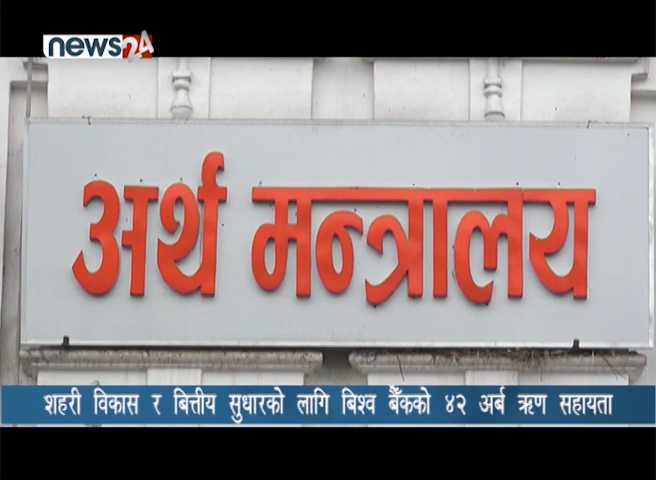 news24
अर्थ मन्त्रालय
शहरी विकास र बित्तीय सुधारको लागि बिश्व बैँकको ४२ अर्ब ऋण सहायता